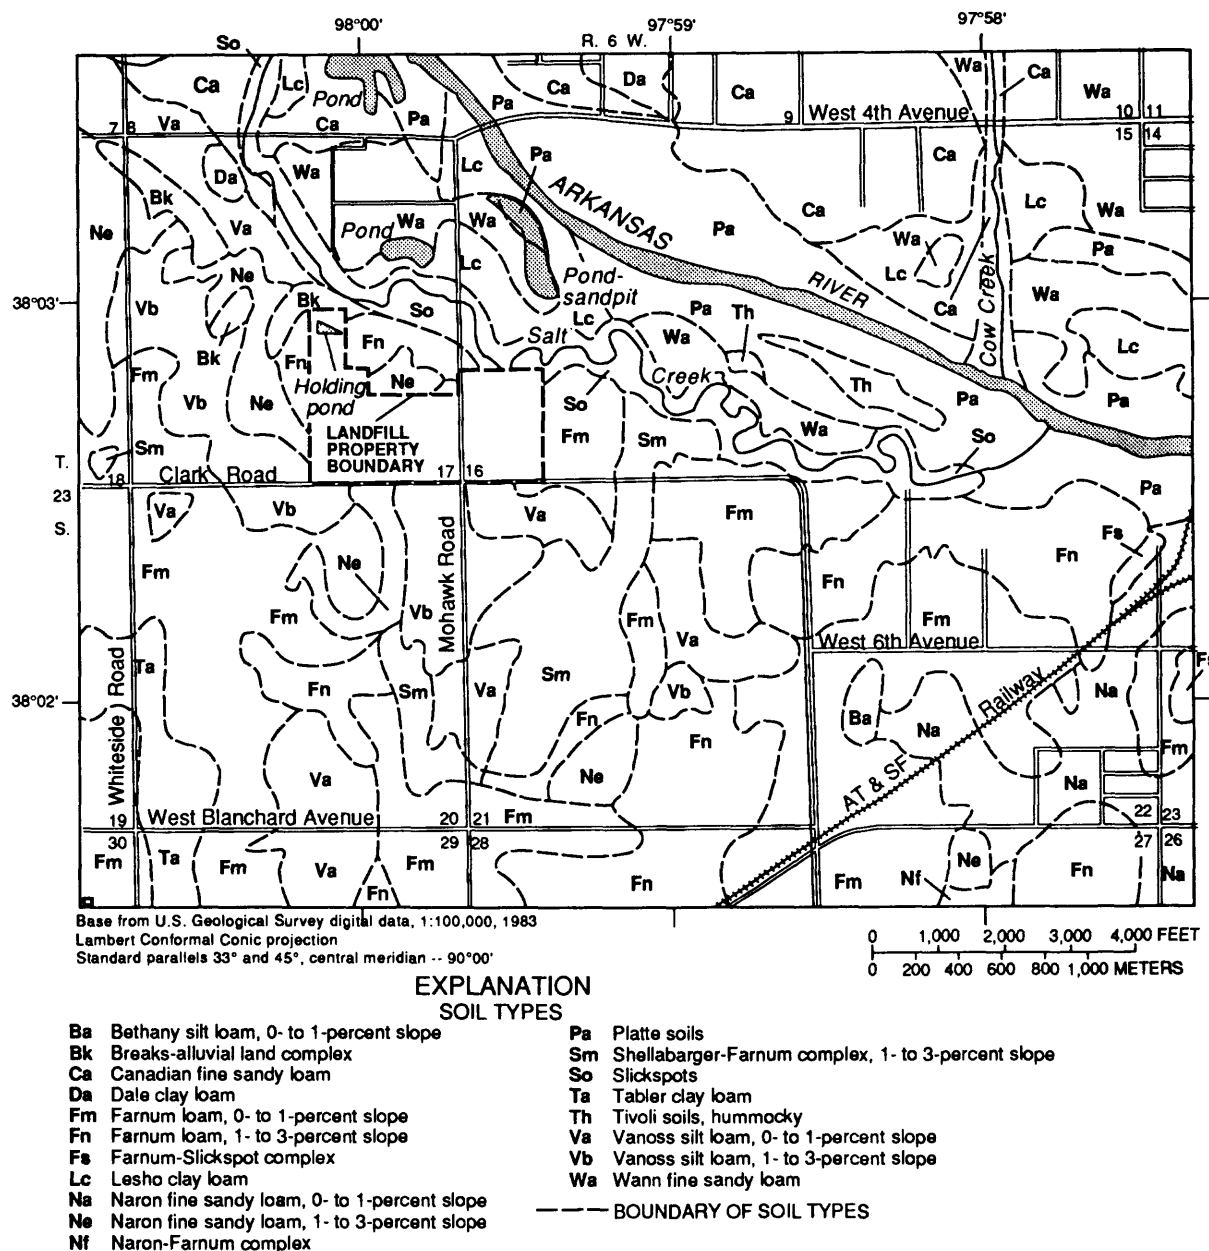 98°00' 97°59' 97°58'
R. 6 W.
So
Ca Lc Pond Pa Pa Ca Da Ca Wa Ca Wa
Va Ca 9 West 4th Avenue 10 11
7 8 15 14
Da Wa Lc Pa Ca
Bk ARKANSAS Ca Lc Wa
Ne Va Pond Wa Wa Pa Wa Pa
Ne Lc Pond- Lc
sandpit RIVER Cow Creek
38°03' Vb Bk So Lc Pa Th Ca Wa
Bk Fn Fn Salt Wa Lc
Fm Holding Ne Creek Th Pa Pa
Vb Ne pond So
LANDFILL Fm Sm Wa So
Sm PROPERTY
T. BOUNDARY
18 Clark Road 17 16
23 Pa
S. Va Vb Va Fm Fs
Fm Ne Mohawk Road Fn Fn
Fm Vb Fm Fm
Va West 6th Avenue
Whiteside Road Ta Fn Sm Va Sm Vb Railway Na
38°02' Fn Fn Ba Na
Va Ne AT & SF Na Fm
19 West Blanchard Avenue 20 21 Fm 22 23
30 29 28 27 26
Fm Ta Fm Va Fm Fn Fn Fm Nf Ne Fn Na
Base from U.S. Geological Survey digital data, 1:100,000, 1983
Lambert Conformal Conic projection
Standard parallels 33° and 45°, central meridian -- 90°00'
0 1,000 2,000 3,000 4,000 FEET
0 200 400 600 800 1,000 METERS
EXPLANATION
SOIL TYPES
Ba Bethany silt loam, 0- to 1-percent slope
Bk Breaks-alluvial land complex
Ca Canadian fine sandy loam
Da Dale clay loam
Fm Farnum loam, 0- to 1-percent slope
Fn Farnum loam, 1- to 3-percent slope
Fs Farnum-Slickspot complex
Lc Lesho clay loam
Na Naron fine sandy loam, 0- to 1-percent slope
Ne Naron fine sandy loam, 1- to 3-percent slope
Nf Naron-Farnum complex
Pa Platte soils
Sm Shellabarger-Farnum complex, 1- to 3-percent slope
So Slickspots
Ta Tabler clay loam
Th Tivoli soils, hummocky
Va Vanoss silt loam, 0- to 1-percent slope
Vb Vanoss silt loam, 1- to 3-percent slope
Wa Wann fine sandy loam
BOUNDARY OF SOIL TYPES